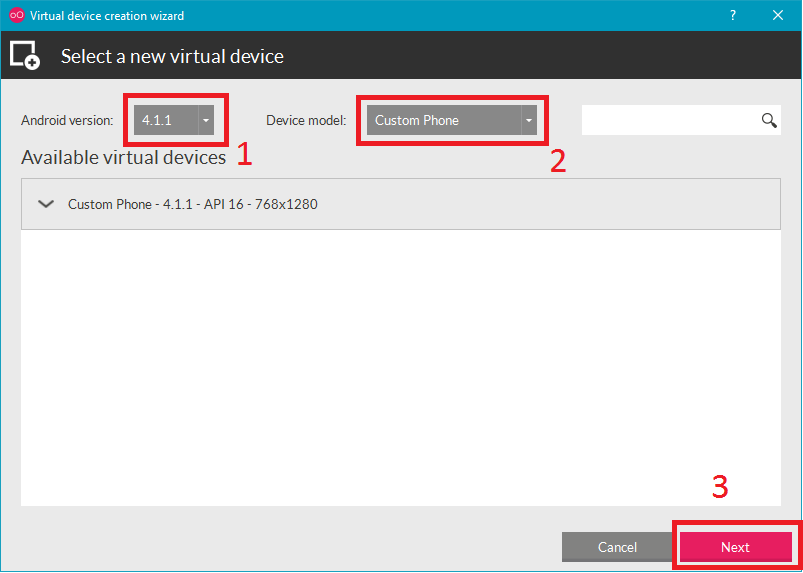 Virtual device creation wizard ?
Select a new virtual device
Android version: 4.1.1 Device model: Custom Phone
Available virtual devices 1 2
Custom Phone - 4.1.1 - API 16 - 768x1280
3
Cancel Next